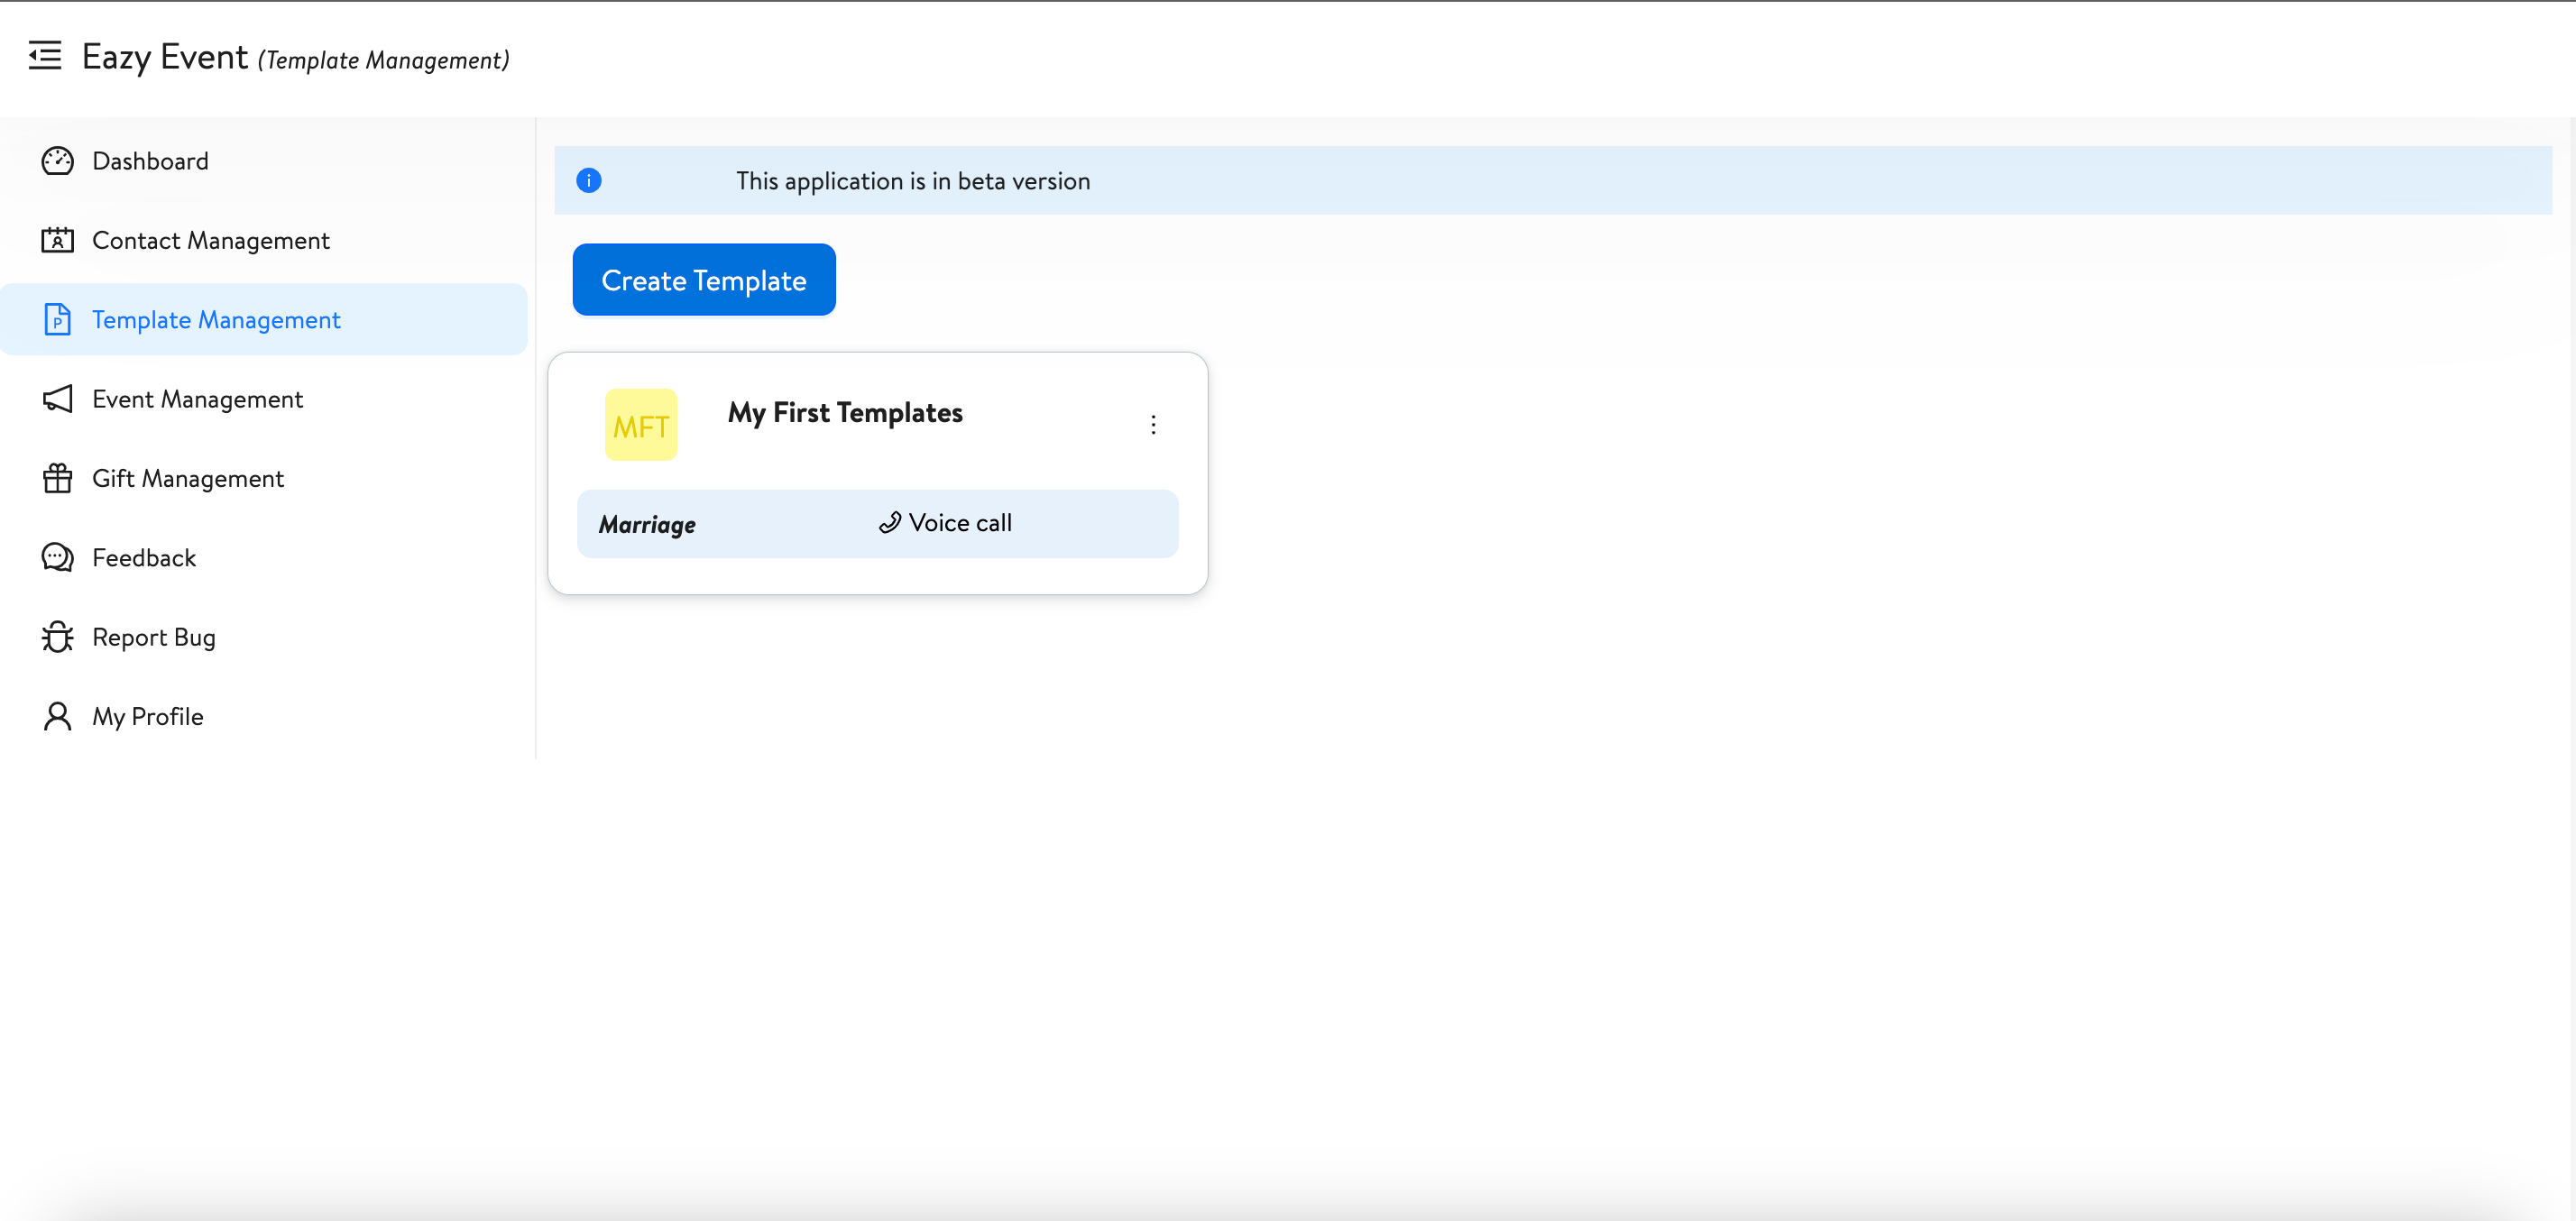 Eazy Event (Template Management)
Dashboard
Contact Management
Template Management
Event Management
Gift Management
Feedback
Report Bug
My Profile
This application is in beta version
Create Template
MFT
My First Templates
Marriage
Voice call